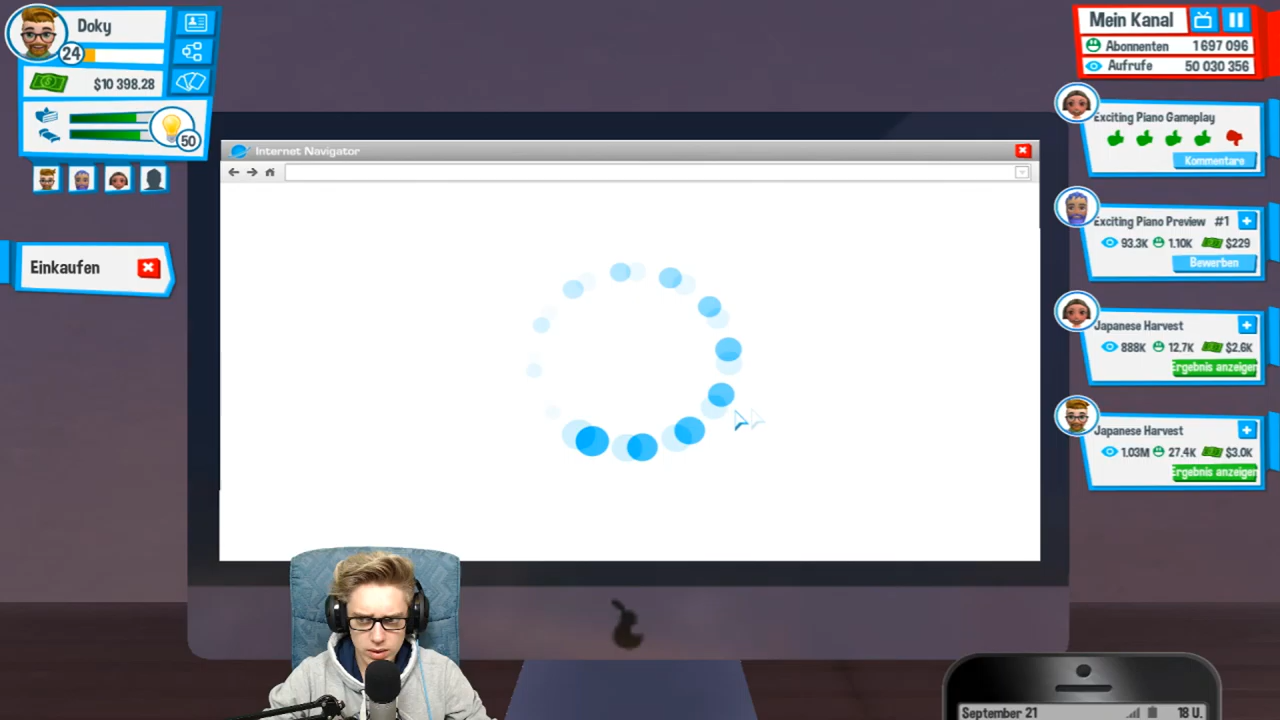 Doky
24
$10 398.28
50
Einkaufen
Internet Navigator
Mein Kanal
Abonnenten 1 697 096
Aufrufe 50 030 356
Exciting Piano Gameplay
Kommentare
Exciting Piano Preview #1
93.3K 1.10K $229
Bewerben
Japanese Harvest
888K 12.7K $2.6K
Ergebnis anzeigen
Japanese Harvest
1.03M 27.4K $3.0K
Ergebnis anzeigen
September 21 18 U.